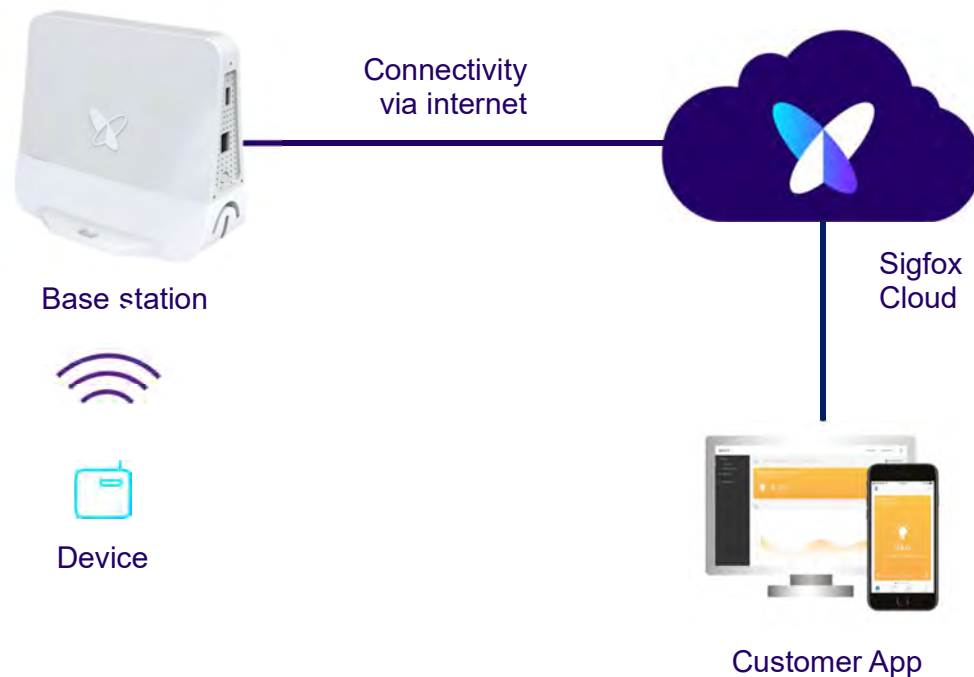 Connectivity
via internet
Base station
Sigfox
Cloud
Device
Customer App